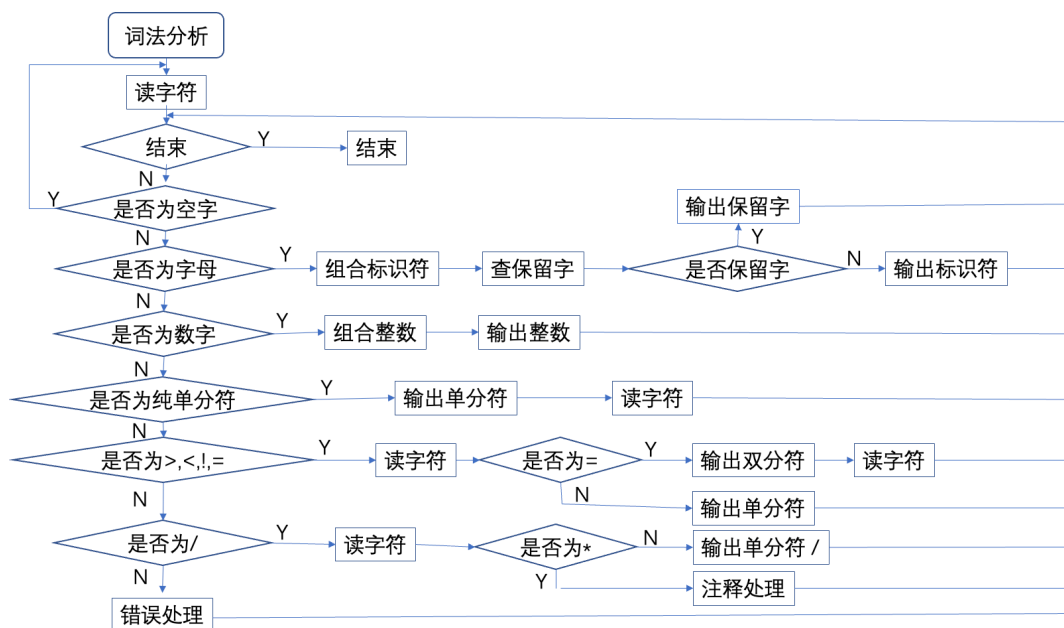 词法分析
读字符
结束
Y
结束
N
Y
是否为空字
N
输出保留字
Y
是否为字母
Y
组合标识符
查保留字
是否保留字
N
输出标识符
N
是否为数字
Y
组合整数
输出整数
N
是否为纯单分符
Y
输出单分符
读字符
N
是否为>,<,!,=
Y
读字符
是否为=
Y
输出双分符
读字符
N
输出单分符
N
是否为/
Y
读字符
是否为*
N
输出单分符 /
Y
注释处理
N
错误处理